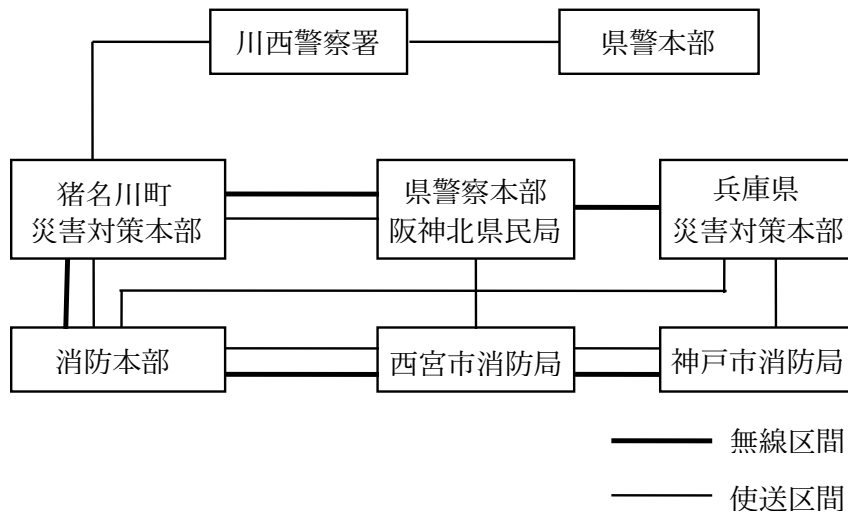 川西警察署
県警本部
猪名川町
災害対策本部
県警察本部
阪神北県民局
兵庫県
災害対策本部
消防本部
西宮市消防局
神戸市消防局
無線区間
使送区間